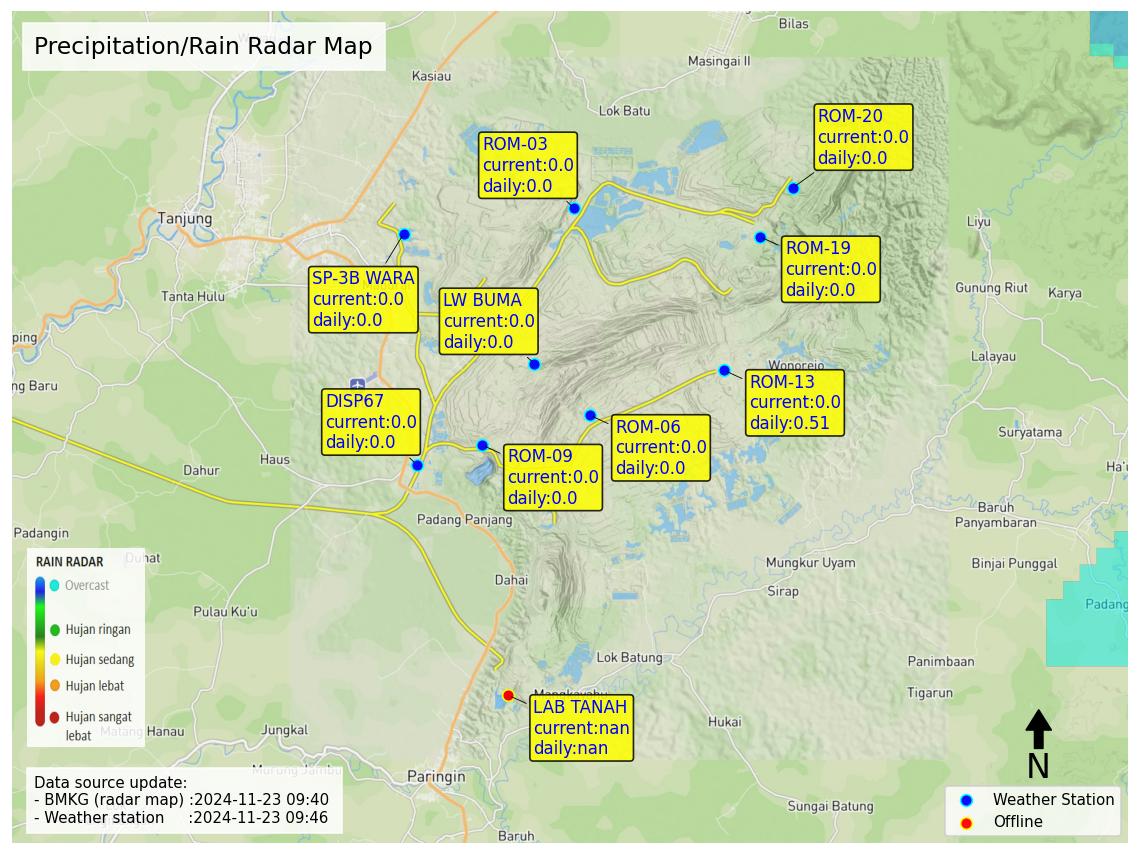 Precipitation/Rain Radar Map
Bilas
Masingai II
Kasiau
Lok Batu
ROM-20
current:0.0
daily:0.0
ROM-03
current:0.0
daily:0.0
Tanjung
Liyu
ROM-19
current:0.0
daily:0.0
SP-3B WARA
current:0.0
daily:0.0
Tanta Hulu
LW BUMA
current:0.0
daily:0.0
Gunung Riut
Karya
ping
Lalayau
Wonorejo
ng Baru
ROM-13
current:0.0
daily:0.51
DISP67
current:0.0
daily:0.0
ROM-06
current:0.0
daily:0.0
Suryatama
ROM-09
current:0.0
daily:0.0
Haus
Dahur
Ha'u
Baruh
Panyambaran
Padang Panjang
Padangin
Duhat
Mungkur Uyam
Binjai Punggal
RAIN RADAR
Overcast
Hujan ringan
Hujan sedang
Hujan lebat
Hujan sangat
lebat
Dahai
Sirap
Padang
Pulau Ku'u
Lok Batung
Panimbaan
Tigarun
Mangkayahu
LAB TANAH
current:nan
daily:nan
Hukai
Matang Hanau
Jungkal
Murung Jambu
Paringin
N
Data source update:
- BMKG (radar map) :2024-11-23 09:40
- Weather station :2024-11-23 09:46
Sungai Batung
Baruh
Weather Station
Offline